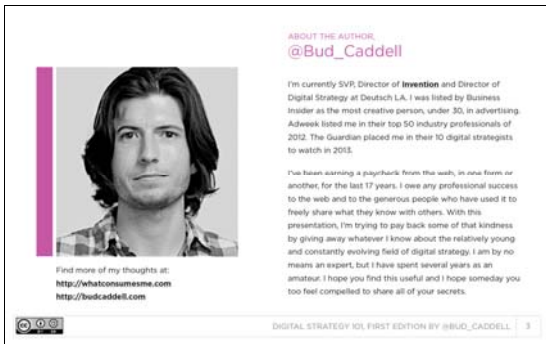 ABOUT THE AUTHOR,
@Bud_Caddell
I'm currently SVP, Director of Invention and Director of
Digital Strategy at Deutsch LA. I was listed by Business
Insider as the most creative person, under 30, in advertising.
Adweek listed me in their top 50 industry professionals of
2012. The Guardian placed me in their 10 digital strategists
to watch in 2013.
I've been earning a paycheck from the web, in one form or
another, for the last 17 years. I owe any professional success
to the web and to the generous people who have used it to
freely share what they know with others. With this
presentation, I'm trying to pay back some of that kindness
by giving away whatever I know about the relatively young
and constantly evolving field of digital strategy. I am by no
means an expert, but I have spent several years as an
amateur. I hope you find this useful and I hope someday you
too feel compelled to share all of your secrets.
Find more of my thoughts at:
http://whatconsumesme.com
http://budcaddell.com
DIGITAL STRATEGY 101, FIRST EDITION BY @BUD_CADDELL 3